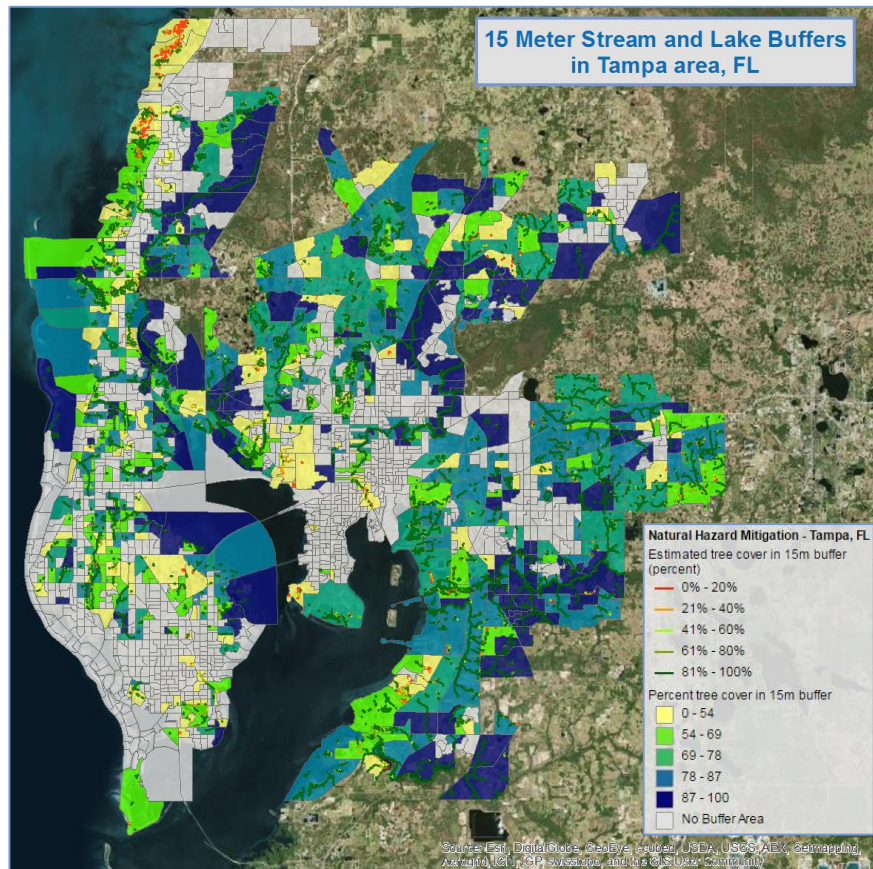 15 Meter Stream and Lake Buffers
in Tampa area, FL
Natural Hazard Mitigation - Tampa, FL
Estimated tree cover in 15m buffer
(percent)
0% - 20%
21% - 40%
41% - 60%
61% - 80%
81% - 100%
Percent tree cover in 15m buffer
0 - 54
54 - 69
69 - 78
78 - 87
87 - 100
No Buffer Area
Source: Esri, DigitalGlobe, GeoEye, i-cubed, USDA, USGS, AEX, Getmapping,
Aerogrid, IGN, IGP, swisstopo, and the GIS User Community